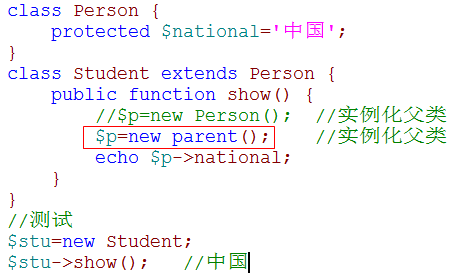 class Person {
    protected $national='中国';
}
class Student extends Person {
    public function show() {
        //$p=new Person();  //实例化父类
        $p=new parent();    //实例化父类
        echo $p->national;
    }
}
//测试
$stu=new Student;
$stu->show();   //中国